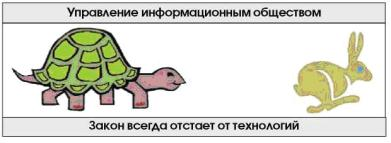 Управление информационным обществом
Закон всегда отстает от технологий